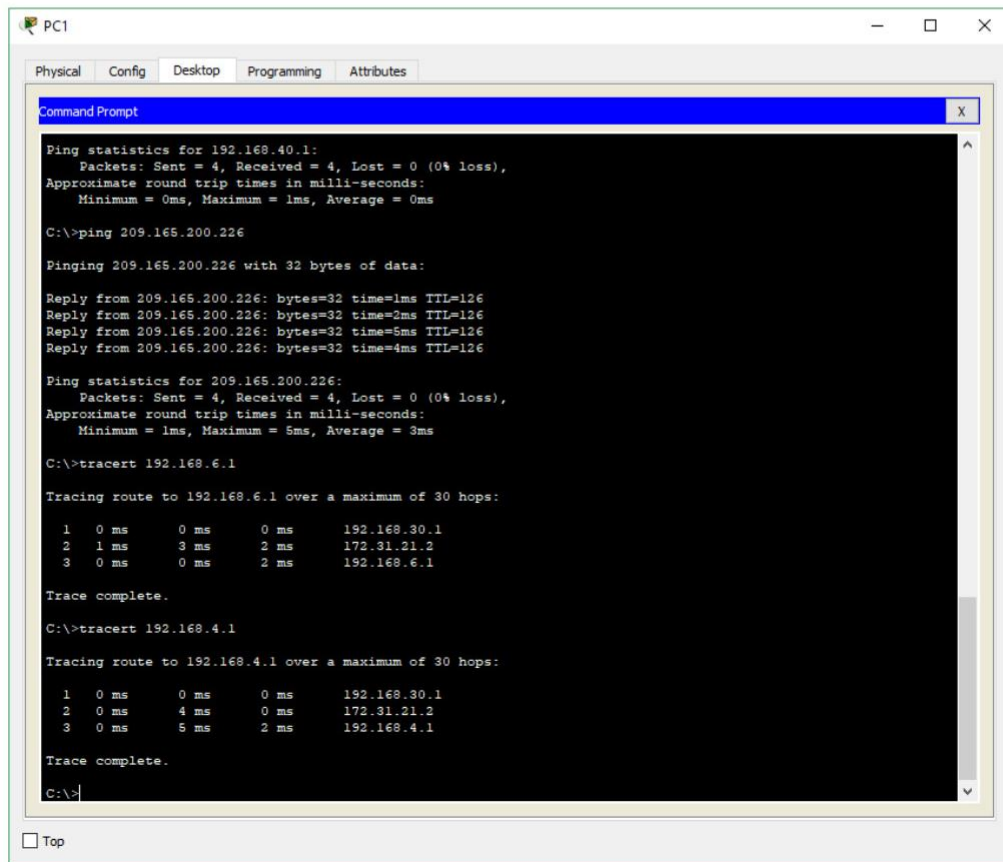 PC1
Physical Config Desktop Programming Attributes
Command Prompt X
Ping statistics for 192.168.40.1:
Packets: Sent = 4, Received = 4, Lost = 0 (0% loss),
Approximate round trip times in milli-seconds:
Minimum = 0ms, Maximum = 1ms, Average = 0ms
C:\>ping 209.165.200.226
Pinging 209.165.200.226 with 32 bytes of data:
Reply from 209.165.200.226: bytes=32 time=1ms TTL=126
Reply from 209.165.200.226: bytes=32 time=2ms TTL=126
Reply from 209.165.200.226: bytes=32 time=5ms TTL=126
Reply from 209.165.200.226: bytes=32 time=4ms TTL=126
Ping statistics for 209.165.200.226:
Packets: Sent = 4, Received = 4, Lost = 0 (0% loss),
Approximate round trip times in milli-seconds:
Minimum = 1ms, Maximum = 5ms, Average = 3ms
C:\>tracert 192.168.6.1
Tracing route to 192.168.6.1 over a maximum of 30 hops:
1 0 ms 0 ms 0 ms 192.168.30.1
2 1 ms 3 ms 2 ms 172.31.21.2
3 0 ms 0 ms 2 ms 192.168.6.1
Trace complete.
C:\>tracert 192.168.4.1
Tracing route to 192.168.4.1 over a maximum of 30 hops:
1 0 ms 0 ms 0 ms 192.168.30.1
2 0 ms 4 ms 0 ms 172.31.21.2
3 0 ms 5 ms 2 ms 192.168.4.1
Trace complete.
C:\>
Top